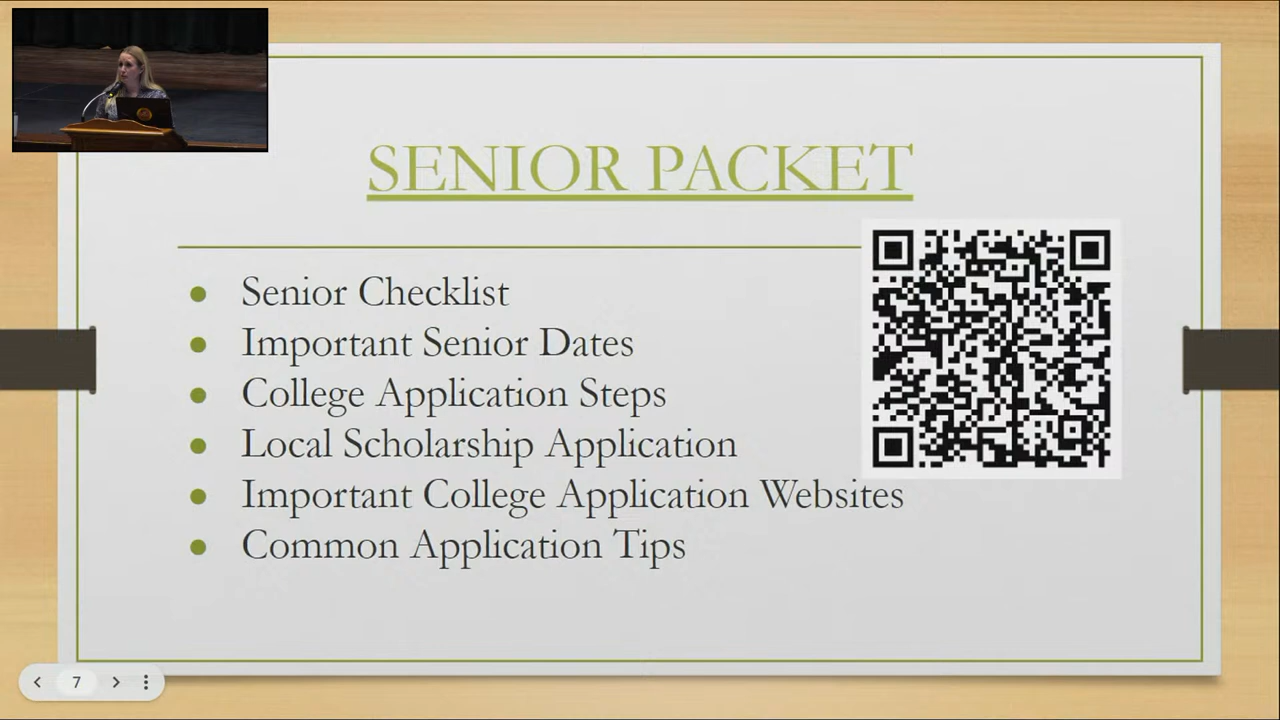 SENIOR PACKET
Senior Checklist
Important Senior Dates
College Application Steps
Local Scholarship Application
Important College Application Websites
Common Application Tips
7